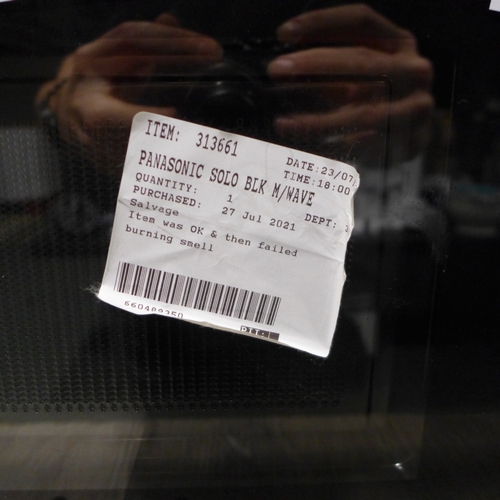 ITEM: 313661
DATE:23/07
PANASONIC SOLO BLK M/WAVE
TIME:16:00
QUANTITY: 1
PURCHASED: 27 Jul 2021
DEPT:
Salvage
Item was OK & then failed
burning smell